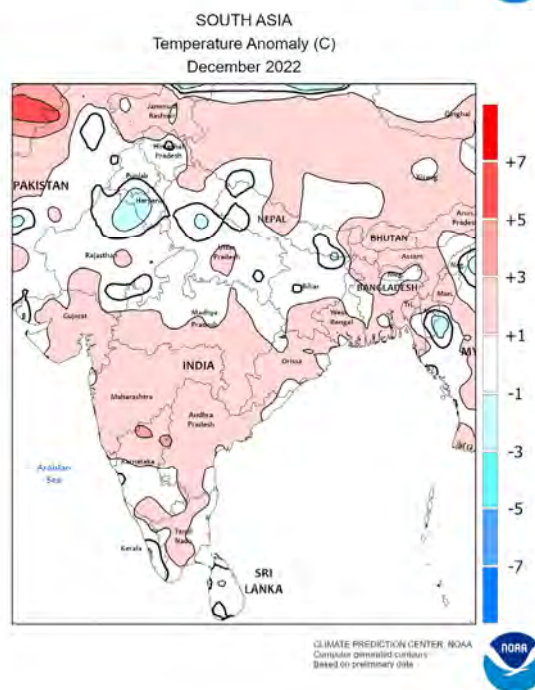 SOUTH ASIA
Temperature Anomaly (C)
December 2022
Jammu
Kashmir
Qinghai
Himachal
Pradesh
Xizang
PAKISTAN
Punjab
Haryana
NEPAL
BHUTAN
Rajasthan
Uttar
Pradesh
Assam
Bihar
BANGLADESH
Gujarat
Madhya
Pradesh
West
Bengal
INDIA
Orissa
MY
Maharashtra
Andhra
Pradesh
Karnataka
Arabian
Sea
Kerala
Tamil
Nadu
SRI
LANKA
+7
+5
+3
+1
-1
-3
-5
-7
CLIMATE PREDICTION CENTER, NOAA
Computer generated contours
Based on preliminary data
NOAA